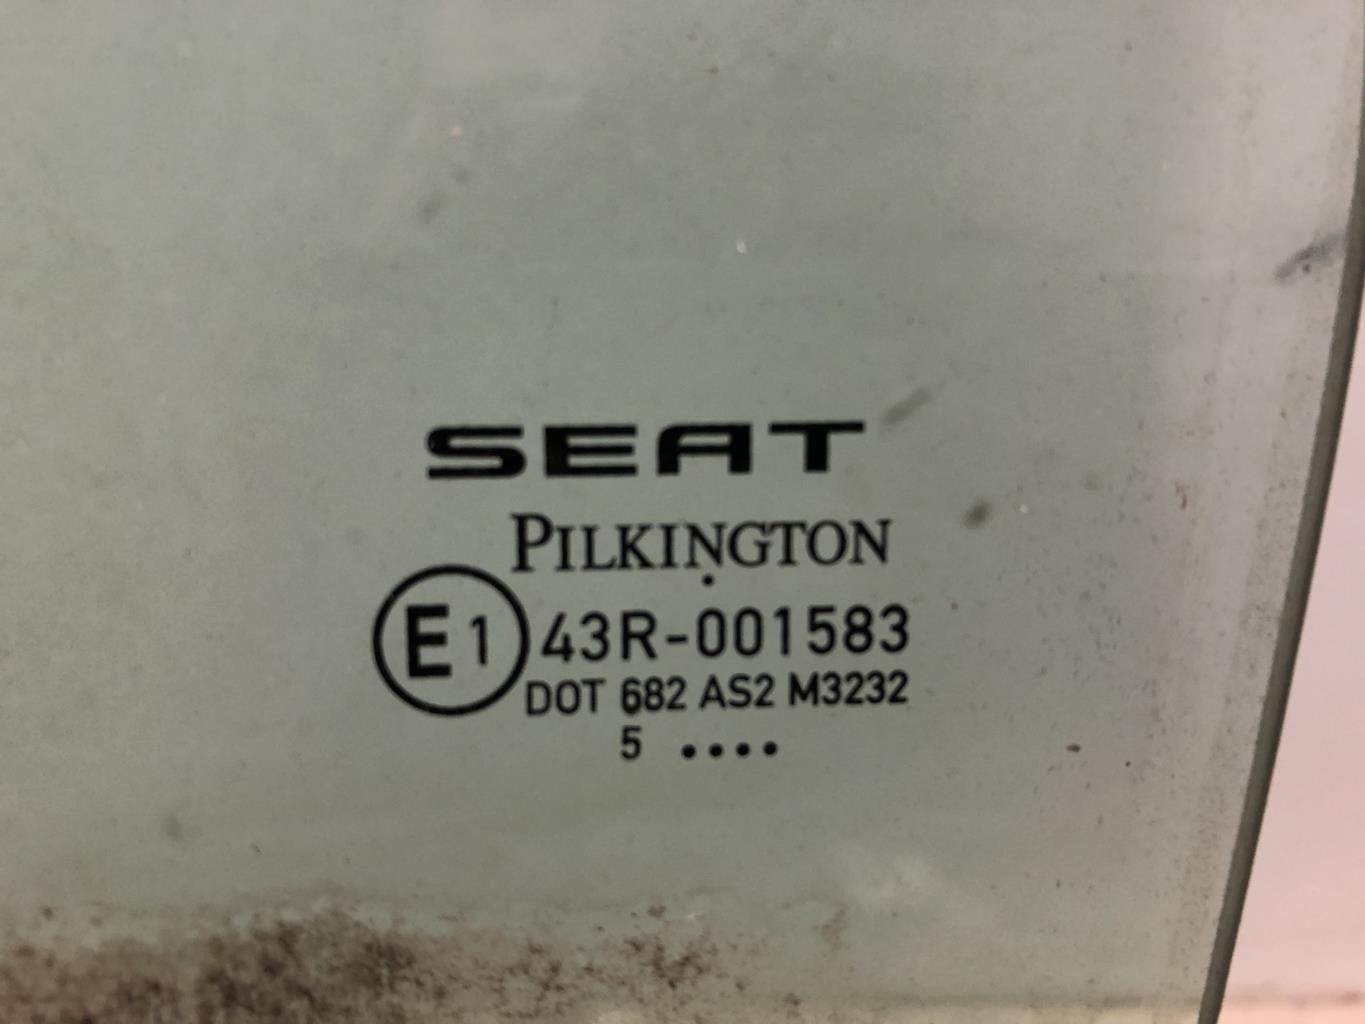 SEAT
PILKINGTON
E1 43R-001583
DOT 682 AS2 M3232
5 ....